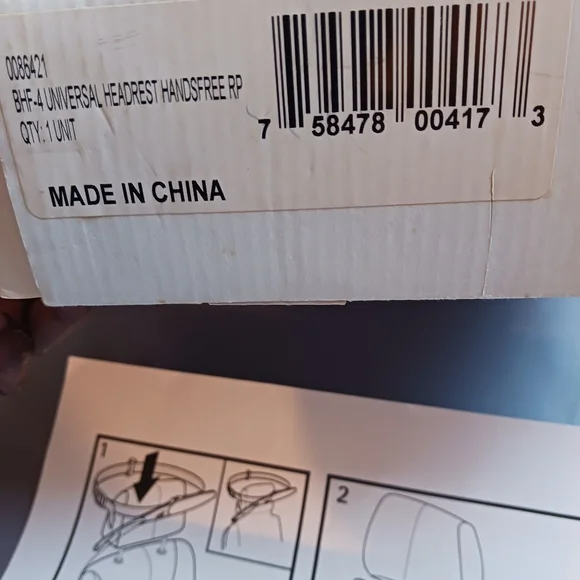 0086421
BHF-4 UNIVERSAL HEADREST HANDSFREE RP
QTY: 1 UNIT
7 58478 00417 3
MADE IN CHINA
1
2